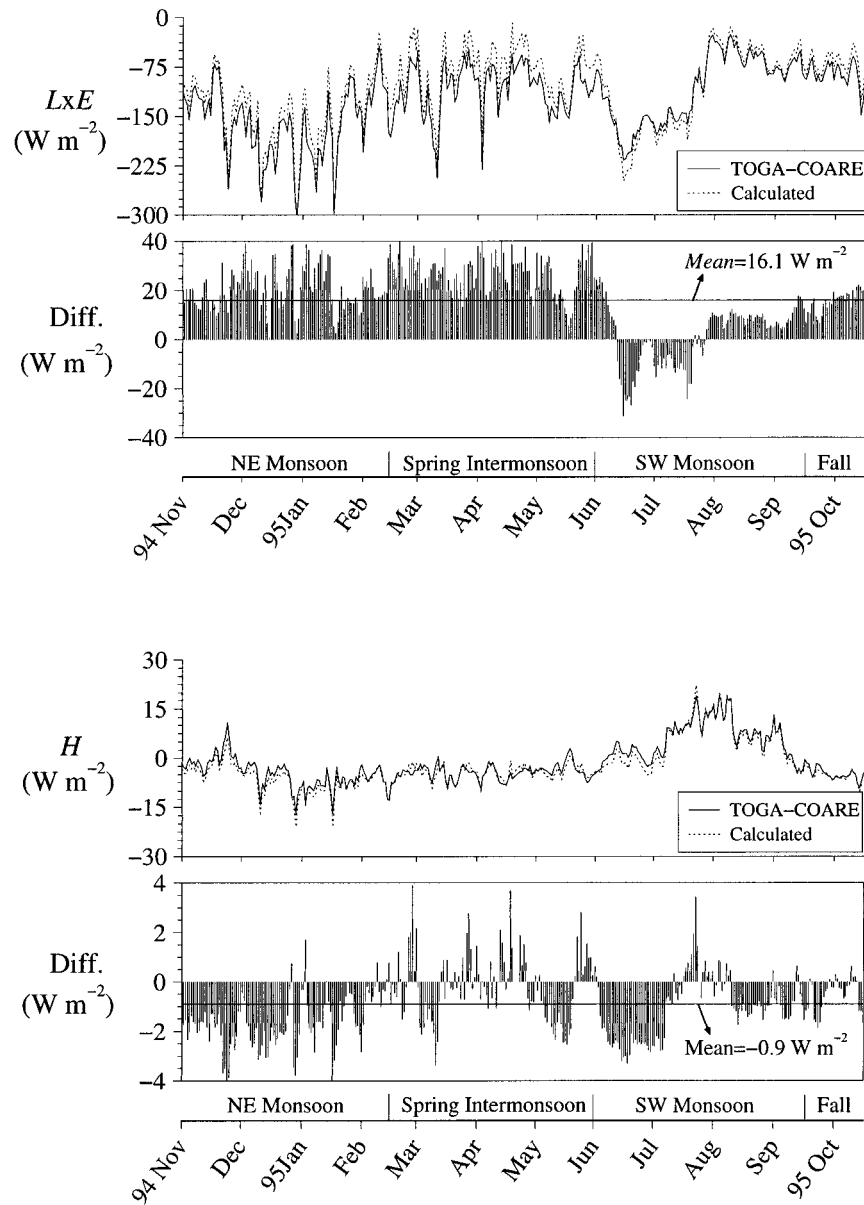 0
−75
−150
−225
−300
LxE
(W m−2)
TOGA−COARE
Calculated
40
20
0
−20
−40
Diff.
(W m−2)
Mean=16.1 W m−2
NE Monsoon
Spring Intermonsoon
SW Monsoon
Fall
94 Nov
Dec
95Jan
Feb
Mar
Apr
May
Jun
Jul
Aug
Sep
95 Oct
30
15
0
−15
−30
H
(W m−2)
TOGA−COARE
Calculated
4
2
0
−2
−4
Diff.
(W m−2)
Mean=−0.9 W m−2
NE Monsoon
Spring Intermonsoon
SW Monsoon
Fall
94 Nov
Dec
95Jan
Feb
Mar
Apr
May
Jun
Jul
Aug
Sep
95 Oct